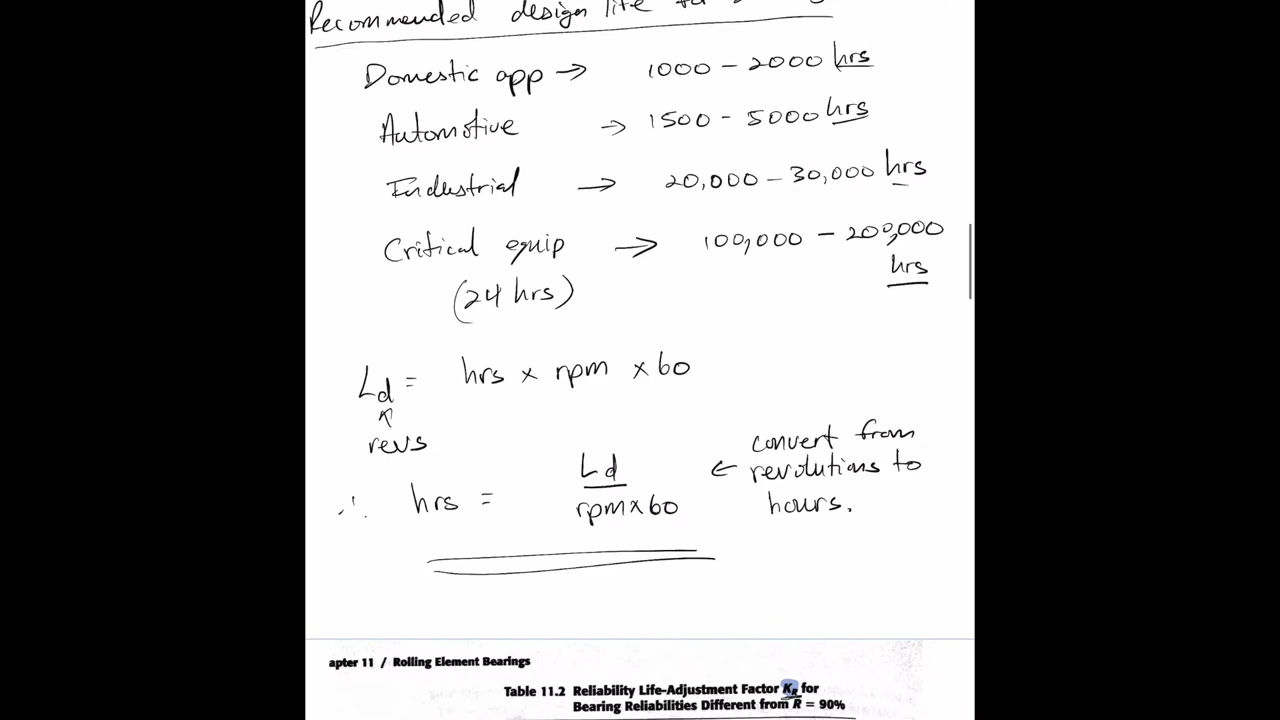 Recommended design life for
Domestic app → 1000 - 2000 hrs
Automotive → 1500 - 5000 hrs
Industrial → 20,000 - 30,000 hrs
Critical equip → 100,000 - 200,000
(24 hrs) hrs
Ld = hrs x rpm x 60
revs
convert from
Ld ← revolutions to
∴ hrs = rpm x 60 hours.
apter 11 / Rolling Element Bearings
Table 11.2 Reliability Life-Adjustment Factor KR for
Bearing Reliabilities Different from R = 90%